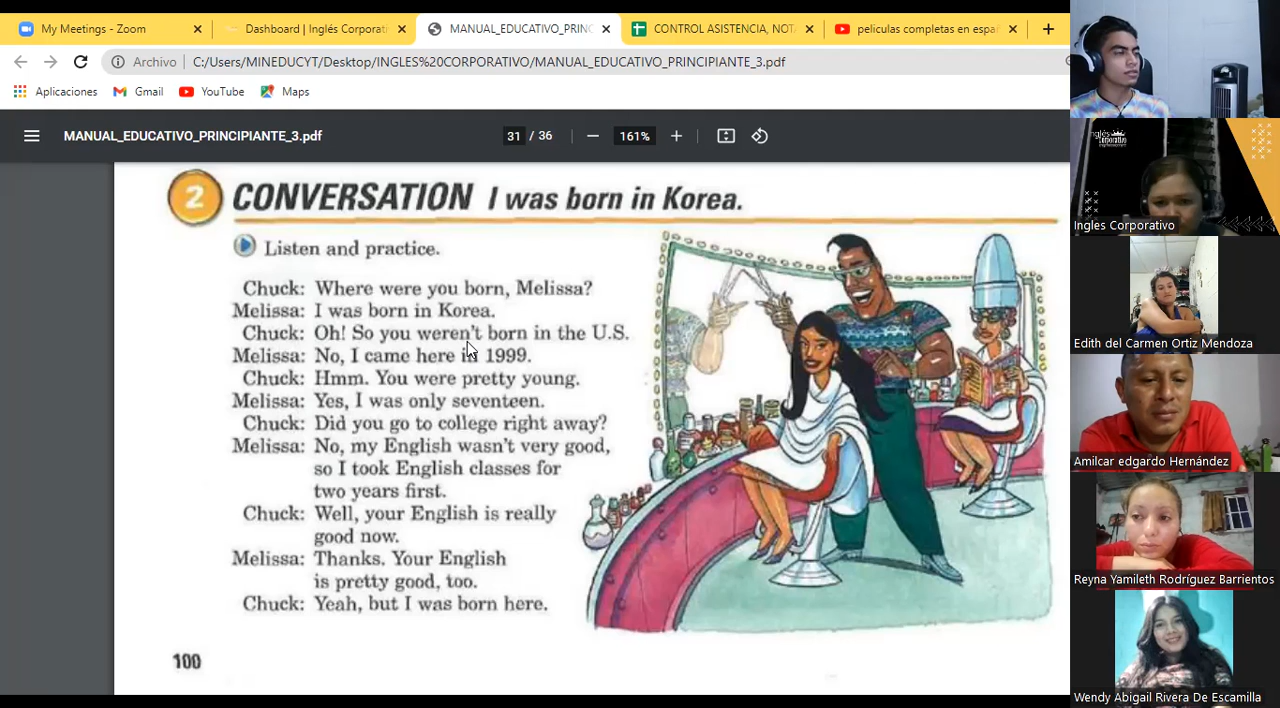 My Meetings - Zoom
Dashboard | Inglés Corporati
MANUAL_EDUCATIVO_PRINC
CONTROL ASISTENCIA, NOT
peliculas completas en espa
Archivo
C:/Users/MINEDUCYT/Desktop/INGLES%20CORPORATIVO/MANUAL_EDUCATIVO_PRINCIPIANTE_3.pdf
Aplicaciones
Gmail
YouTube
Maps
MANUAL_EDUCATIVO_PRINCIPIANTE_3.pdf
31 / 36
161%
2 CONVERSATION I was born in Korea.
Listen and practice.
Chuck: Where were you born, Melissa?
Melissa: I was born in Korea.
Chuck: Oh! So you weren't born in the U.S.
Melissa: No, I came here in 1999.
Chuck: Hmm. You were pretty young.
Melissa: Yes, I was only seventeen.
Chuck: Did you go to college right away?
Melissa: No, my English wasn't very good,
so I took English classes for
two years first.
Chuck: Well, your English is really
good now.
Melissa: Thanks. Your English
is pretty good, too.
Chuck: Yeah, but I was born here.
100
Inglés
Corporativo
Ingles Corporativo
Edith del Carmen Ortiz Mendoza
Amilcar edgardo Hernández
Reyna Yamileth Rodríguez Barrientos
Wendy Abigail Rivera De Escamilla